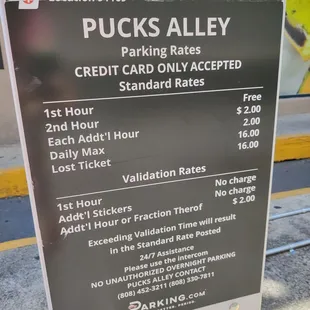 PUCKS ALLEY
Parking Rates
CREDIT CARD ONLY ACCEPTED
Standard Rates
1st Hour Free
2nd Hour $ 2.00
Each Addt'l Hour 2.00
Daily Max 16.00
Lost Ticket 16.00
Validation Rates
1st Hour No charge
Addt'l Stickers No charge
Addt'l Hour or Fraction Therof $ 2.00
Exceeding Validation Time will result
in the Standard Rate Posted
24/7 Assistance
Please use the intercom
NO UNAUTHORIZED OVERNIGHT PARKING
PUCKS ALLEY CONTACT
(808) 452-3211 (808) 330-7011
PARKING.COM